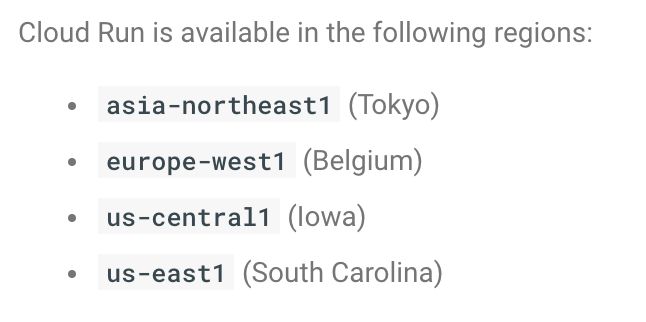 Cloud Run is available in the following regions:
• asia-northeast1 (Tokyo)
• europe-west1 (Belgium)
• us-central1 (Iowa)
• us-east1 (South Carolina)